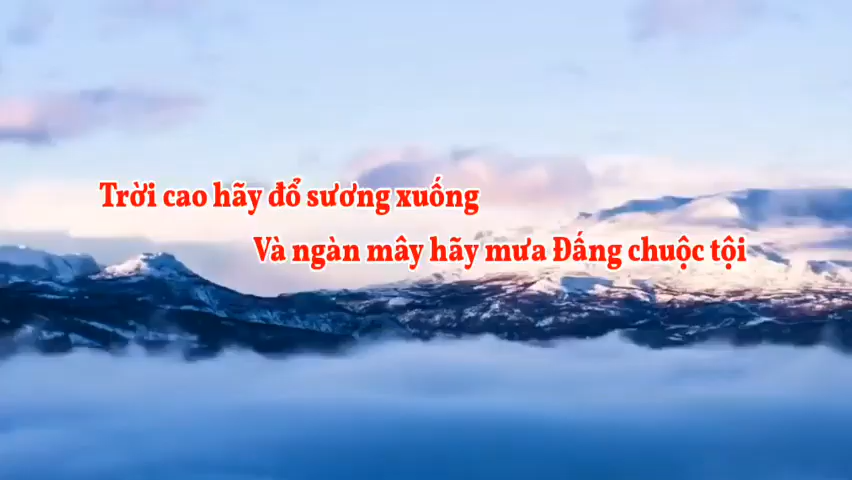 Trời cao hãy đổ sương xuống
Và ngàn mây hãy mưa Đấng chuộc tội